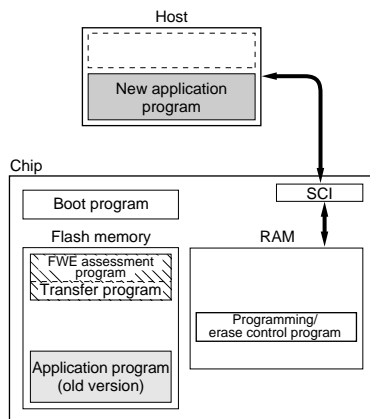 Host
New application
program
Chip
SCI
Boot program
Flash memory
RAM
FWE assessment
program
Transfer program
Programming/
erase control program
Application program
(old version)